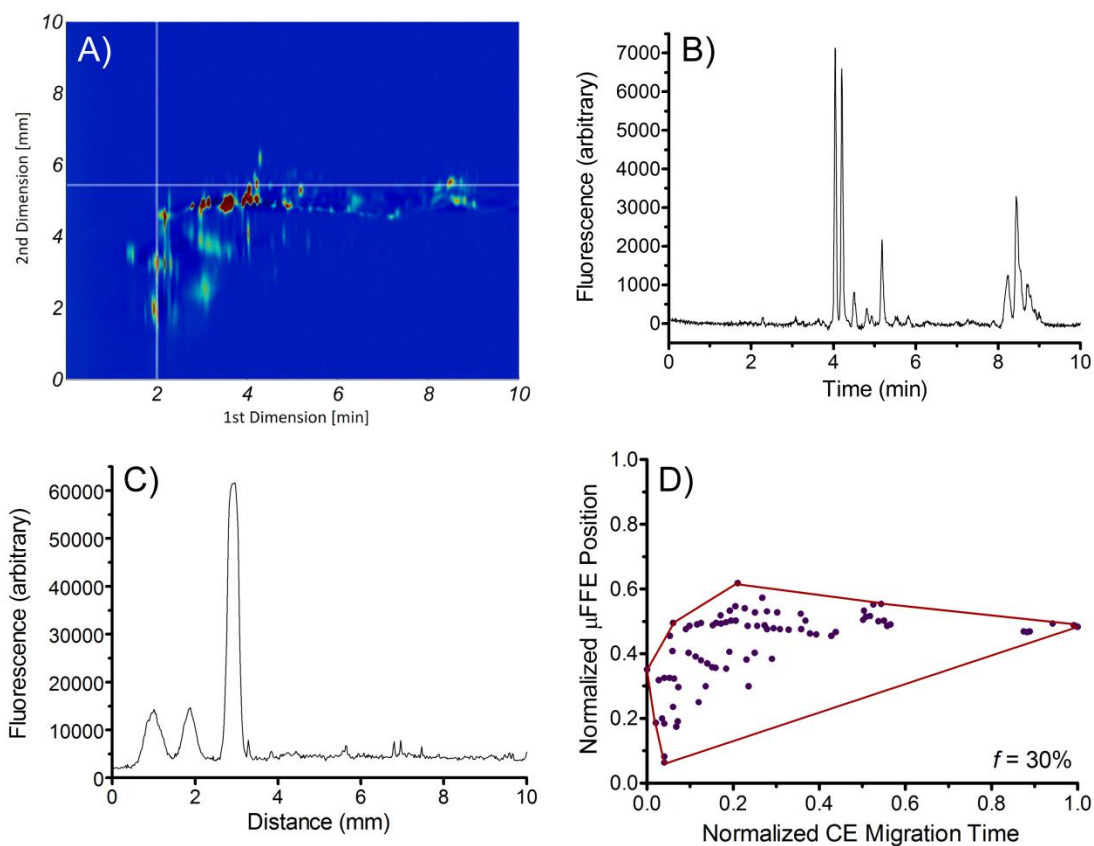 A)
10
8
6
4
2
0
2nd Dimension [mm]
2 4 6 8 10
1st Dimension [min]
B)
7000
6000
5000
4000
3000
2000
1000
0
Fluorescence (arbitrary)
0 2 4 6 8 10
Time (min)
C)
60000
50000
40000
30000
20000
10000
0
Fluorescence (arbitrary)
0 2 4 6 8 10
Distance (mm)
D)
1.0
0.8
0.6
0.4
0.2
0.0
Normalized µFFE Position
f = 30%
0.0 0.2 0.4 0.6 0.8 1.0
Normalized CE Migration Time